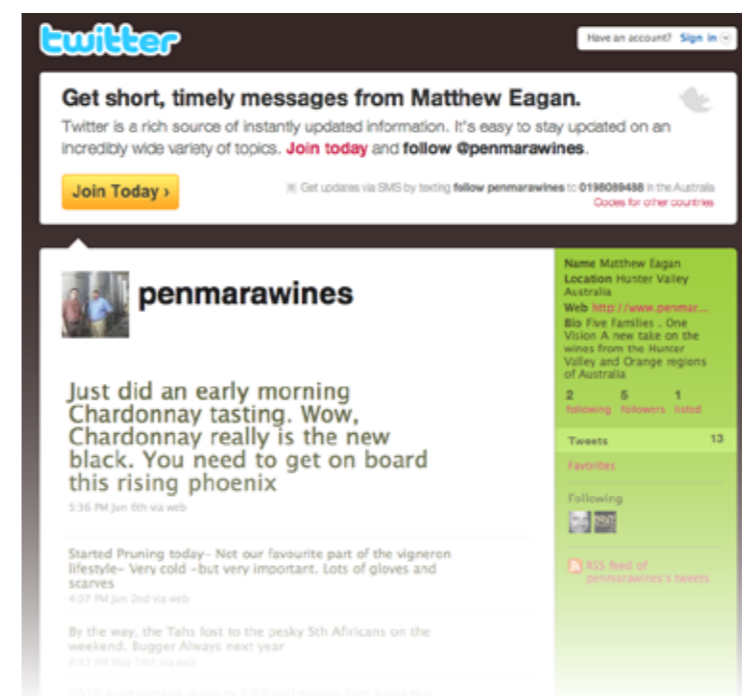 twitter
Have an account? Sign in
Get short, timely messages from Matthew Eagan.
Twitter is a rich source of instantly updated information. It's easy to stay updated on an
incredibly wide variety of topics. Join today and follow @penmarawines.
Join Today ›
Get updates via SMS by texting follow penmarawines to 0198089488 in the Australia
Codes for other countries
penmarawines
Just did an early morning
Chardonnay tasting. Wow,
Chardonnay really is the new
black. You need to get on board
this rising phoenix
5:36 PM Jun 6th via web
Started Pruning today– Not our favourite part of the vigneron
lifestyle– Very cold –but very important. Lots of gloves and
scarves
4:07 PM Jun 2nd via web
By the way, the Tahs lost to the pesky Sth Afiricans on the
weekend. Bugger Always next year
8:43 PM May 24th via web
Name Matthew Eagan
Location Hunter Valley
Australia
Web http://www.penmar...
Bio Five Families , One
Vision A new take on the
wines from the Hunter
Valley and Orange regions
of Australia
2 5 1
following followers listed
Tweets 13
Favorites
Following
RSS feed of
penmarawines's tweets